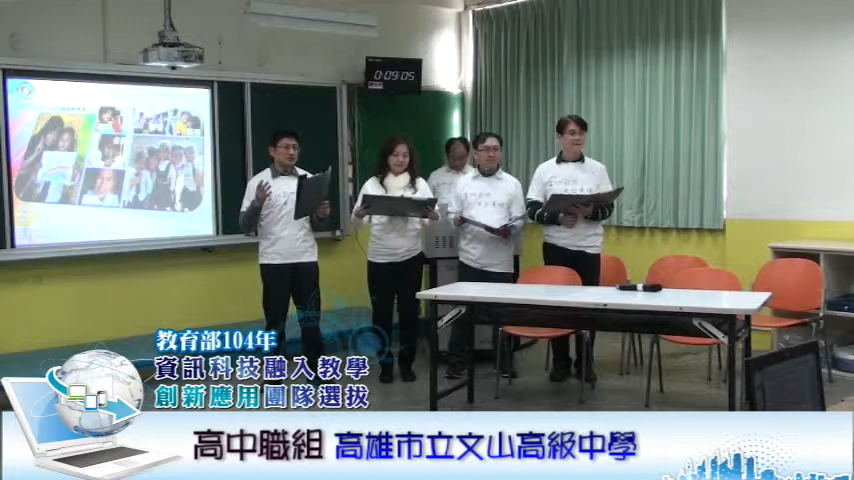 0:09:05
教育部104年
資訊科技融入教學
創新應用團隊選拔
高中職組 高雄市立文山高級中學